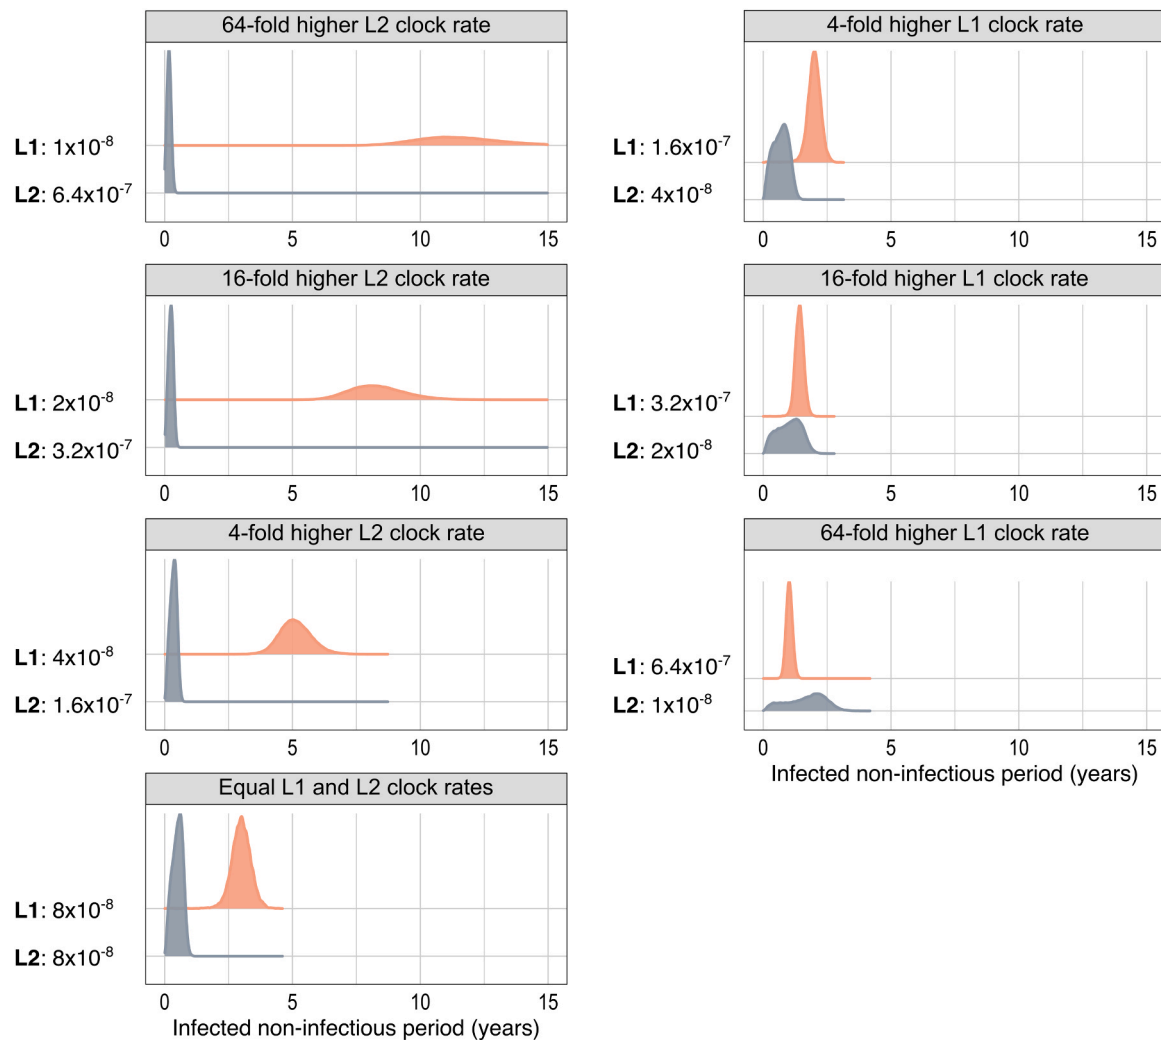 64-fold higher L2 clock rate
L1: 1x10⁻⁸
L2: 6.4x10⁻⁷
0 5 10 15
16-fold higher L2 clock rate
L1: 2x10⁻⁸
L2: 3.2x10⁻⁷
0 5 10 15
4-fold higher L2 clock rate
L1: 4x10⁻⁸
L2: 1.6x10⁻⁷
0 5 10 15
Equal L1 and L2 clock rates
L1: 8x10⁻⁸
L2: 8x10⁻⁸
0 5 10 15
Infected non-infectious period (years)
4-fold higher L1 clock rate
L1: 1.6x10⁻⁷
L2: 4x10⁻⁸
0 5 10 15
16-fold higher L1 clock rate
L1: 3.2x10⁻⁷
L2: 2x10⁻⁸
0 5 10 15
64-fold higher L1 clock rate
L1: 6.4x10⁻⁷
L2: 1x10⁻⁸
0 5 10 15
Infected non-infectious period (years)